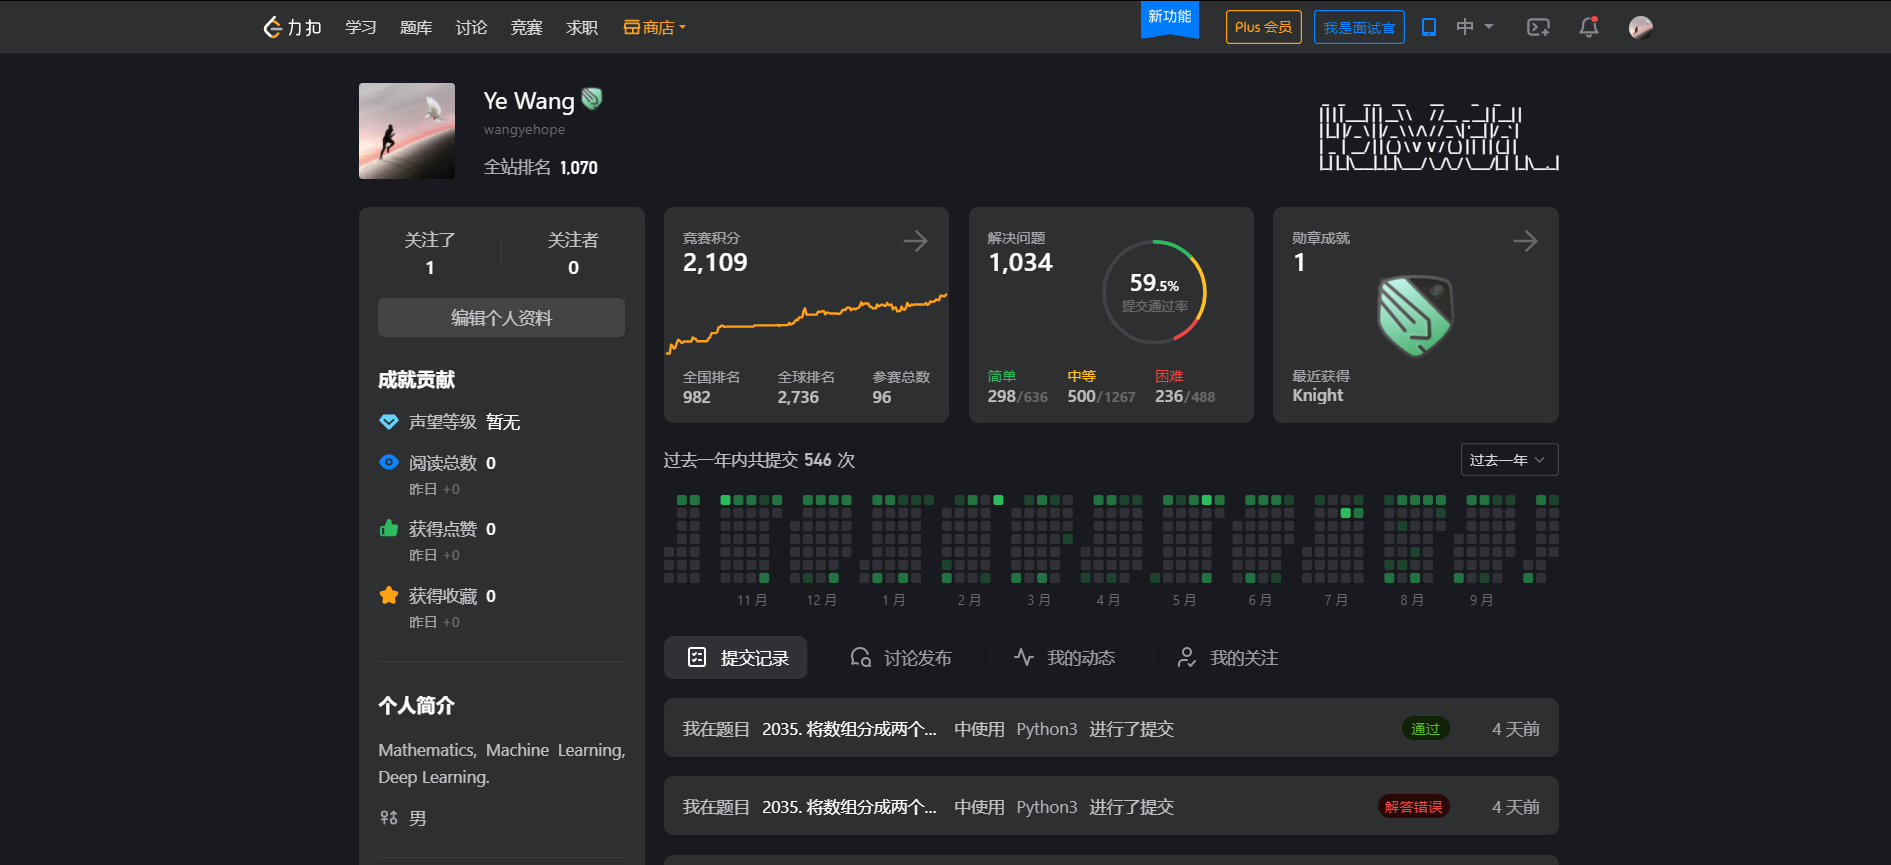 力扣 学习 题库 讨论 竞赛 求职 商店 新功能 Plus 会员 我是面试官 中
Ye Wang
wangyehope
全站排名 1,070
关注了 关注者
1 0
编辑个人资料
成就贡献
声望等级 暂无
阅读总数 0
昨日 +0
获得点赞 0
昨日 +0
获得收藏 0
昨日 +0
个人简介
Mathematics, Machine Learning,
Deep Learning.
男
竞赛积分
2,109
全国排名 全球排名 参赛总数
982 2,736 96
解决问题
1,034
59.5%
提交通过率
简单 中等 困难
298/636 500/1267 236/488
勋章成就
1
最近获得
Knight
过去一年内共提交 546 次 过去一年
11 月 12 月 1 月 2 月 3 月 4 月 5 月 6 月 7 月 8 月 9 月
提交记录 讨论发布 我的动态 我的关注
我在题目 2035. 将数组分成两个... 中使用 Python3 进行了提交 通过 4 天前
我在题目 2035. 将数组分成两个... 中使用 Python3 进行了提交 解答错误 4 天前